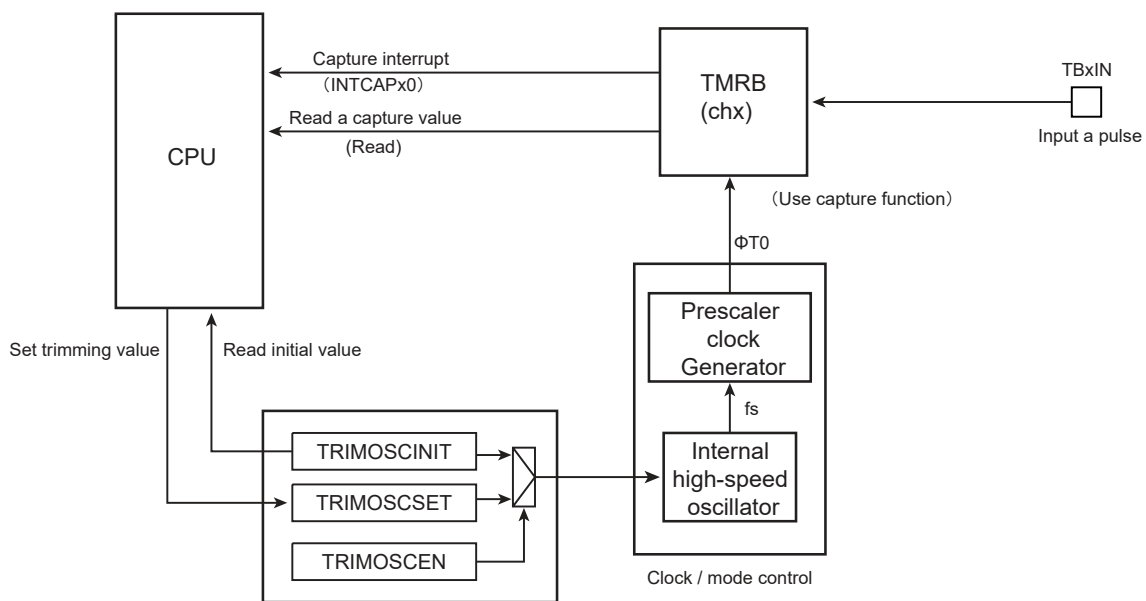 Capture interrupt
（INTCAPx0）
Read a capture value
(Read)
CPU
TMRB
(chx)
TBxIN
Input a pulse
（Use capture function）
ΦT0
Prescaler
clock
Generator
fs
Internal
high-speed
oscillator
Clock / mode control
Set trimming value
Read initial value
TRIMOSCINIT
TRIMOSCSET
TRIMOSCEN